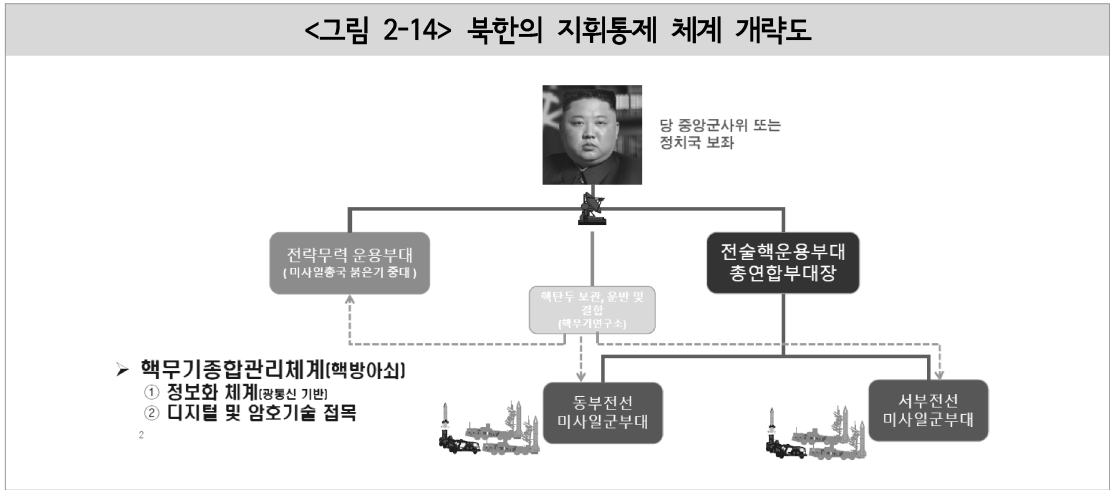 <그림 2-14> 북한의 지휘통제 체계 개략도
당 중앙군사위 또는
정치국 보좌
전략무력 운용부대
( 미사일총국 붉은기 중대 )
전술핵운용부대
총연합부대장
핵탄두 보관, 운반 및
결합
(핵무기연구소)
➢ 핵무기종합관리체계(핵방아쇠)
① 정보화 체계(광통신 기반)
② 디지털 및 암호기술 접목
2
동부전선
미사일군부대
서부전선
미사일군부대